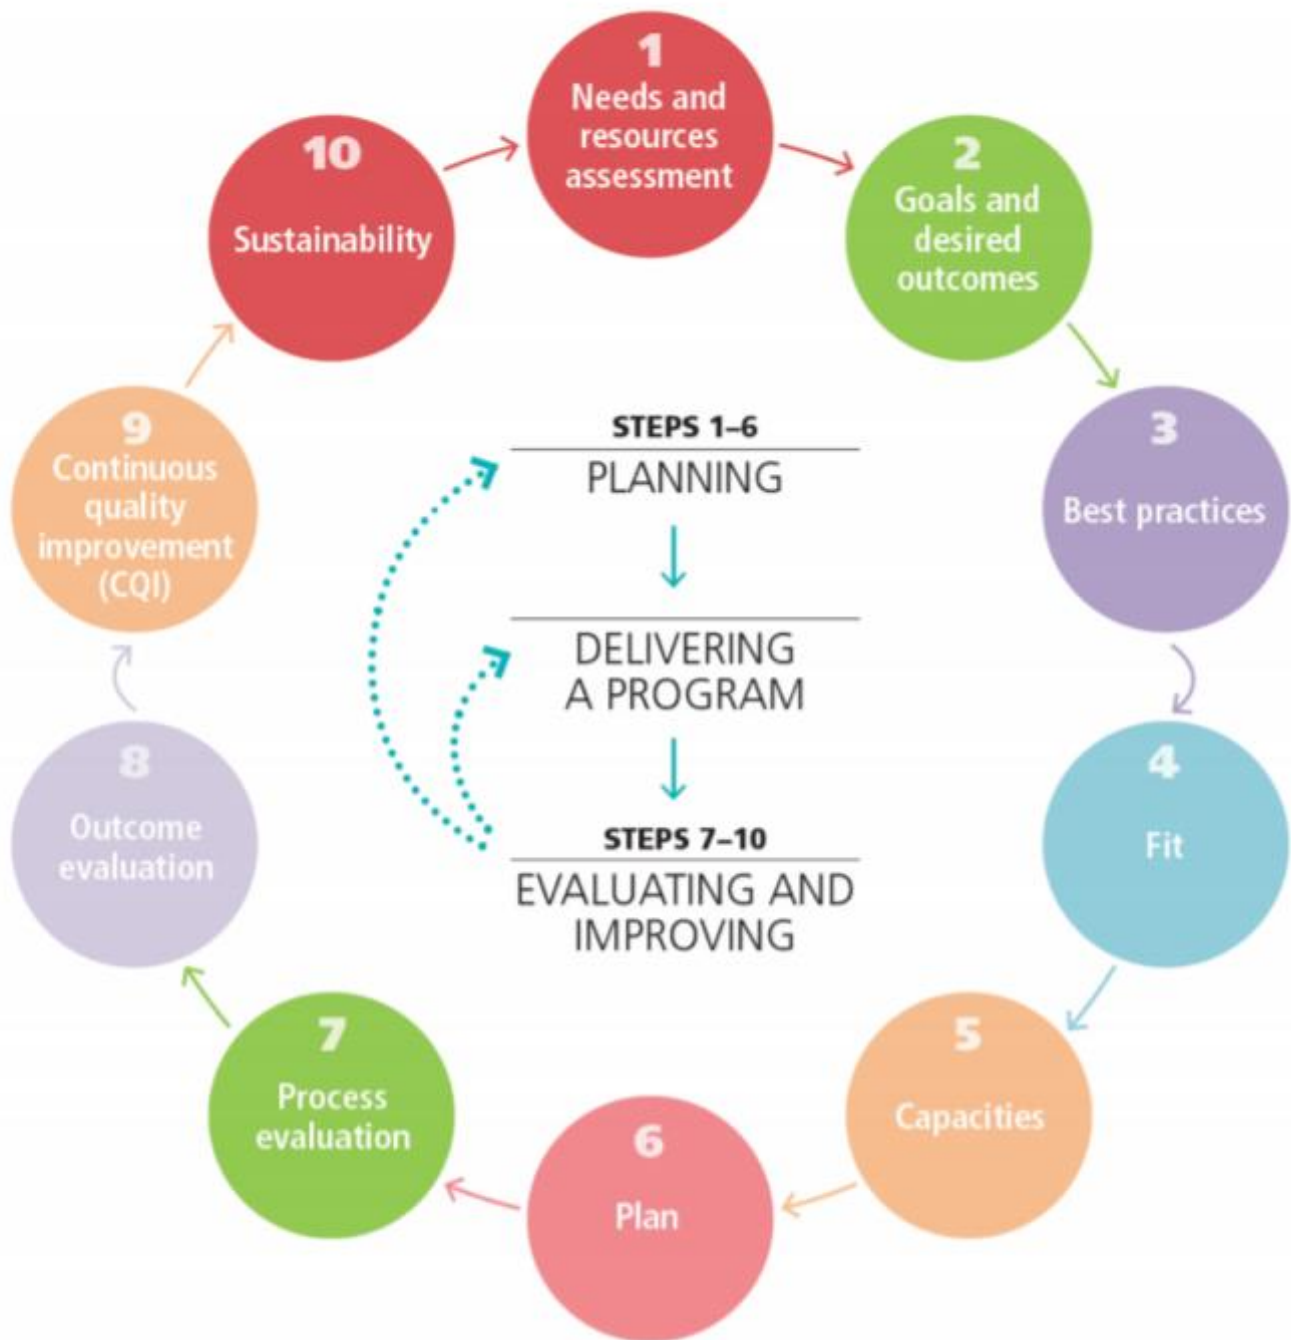 1
Needs and
resources
assessment
2
Goals and
desired
outcomes
3
Best practices
4
Fit
5
Capacities
6
Plan
7
Process
evaluation
8
Outcome
evaluation
9
Continuous
quality
improvement
(CQI)
10
Sustainability
STEPS 1–6
PLANNING
DELIVERING
A PROGRAM
STEPS 7–10
EVALUATING AND
IMPROVING